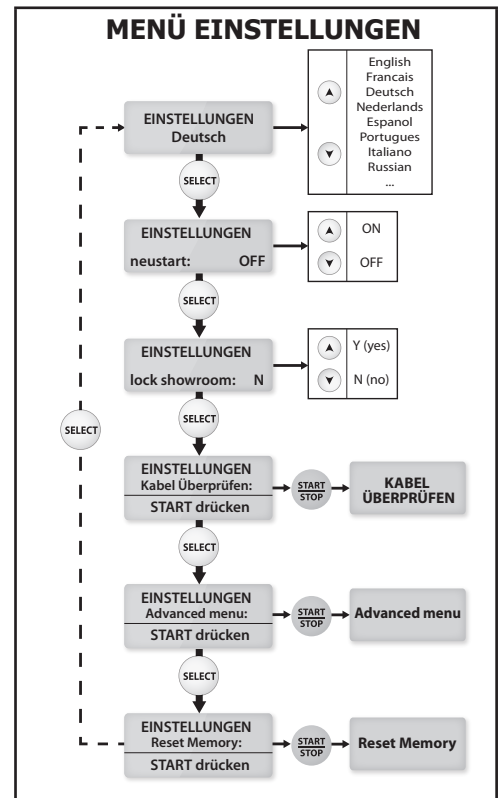 MENÜ EINSTELLUNGEN
EINSTELLUNGEN
Deutsch
English
Francais
Deutsch
Nederlands
Espanol
Portugues
Italiano
Russian
...
SELECT
EINSTELLUNGEN
neustart: OFF
ON
OFF
SELECT
EINSTELLUNGEN
lock showroom: N
Y (yes)
N (no)
SELECT
SELECT
EINSTELLUNGEN
Kabel Überprüfen:
START drücken
START
STOP
KABEL
ÜBERPRÜFEN
SELECT
EINSTELLUNGEN
Advanced menu:
START drücken
START
STOP
Advanced menu
SELECT
EINSTELLUNGEN
Reset Memory:
START drücken
START
STOP
Reset Memory